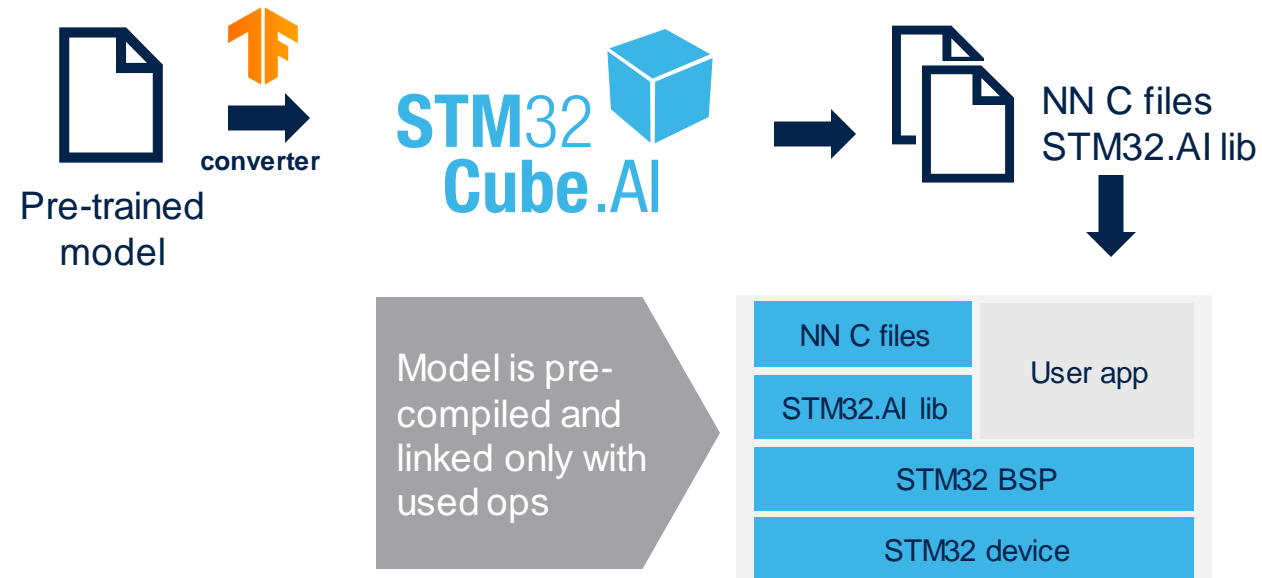 converter
Pre-trained
model
STM32
Cube.AI
NN C files
STM32.AI lib
Model is pre-
compiled and
linked only with
used ops
NN C files
STM32.AI lib
User app
STM32 BSP
STM32 device